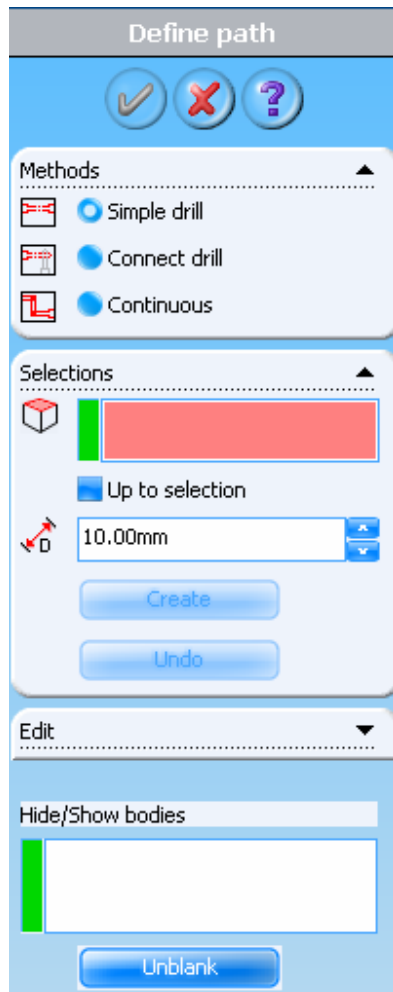 Define path
?
Methods
Simple drill
Connect drill
Continuous
Selections
Up to selection
D
10.00mm
Create
Undo
Edit
Hide/Show bodies
Unblank